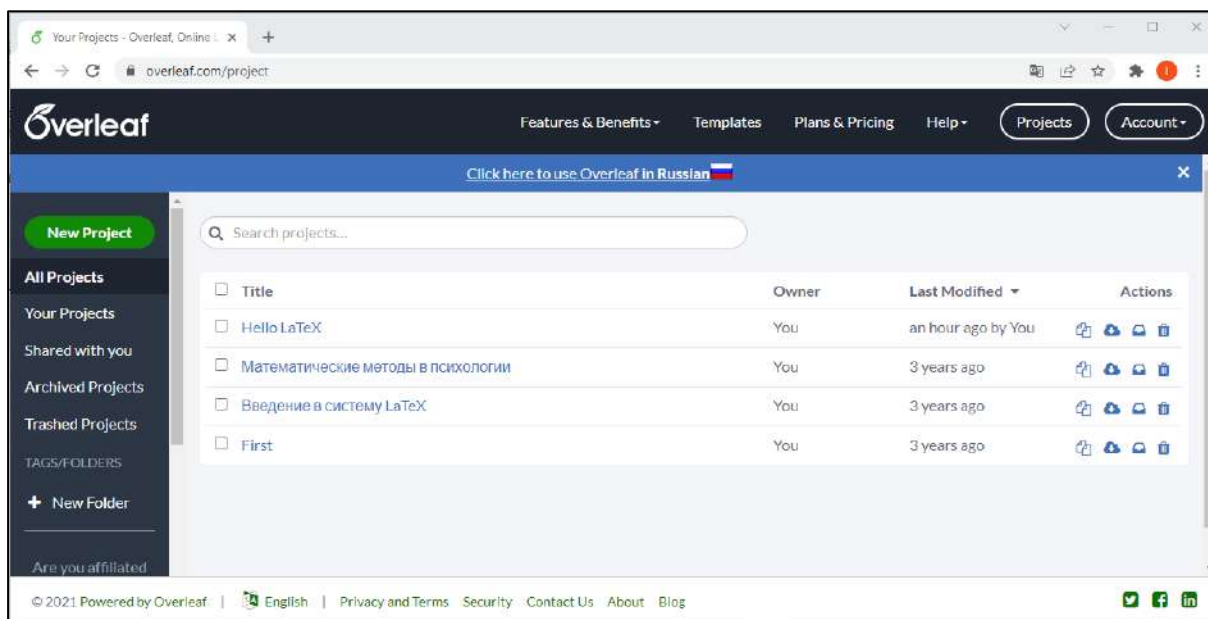 Your Projects - Overleaf, Online L
overleaf.com/project
Overleaf
Features & Benefits Templates Plans & Pricing Help Projects Account
Click here to use Overleaf in Russian
New Project
Search projects...
All Projects
Title Owner Last Modified Actions
Your Projects
Hello LaTeX You an hour ago by You
Shared with you
Математические методы в психологии You 3 years ago
Archived Projects
Введение в систему LaTeX You 3 years ago
Trashed Projects
First You 3 years ago
TAGS/FOLDERS
+ New Folder
Are you affiliated
© 2021 Powered by Overleaf | English | Privacy and Terms Security Contact Us About Blog